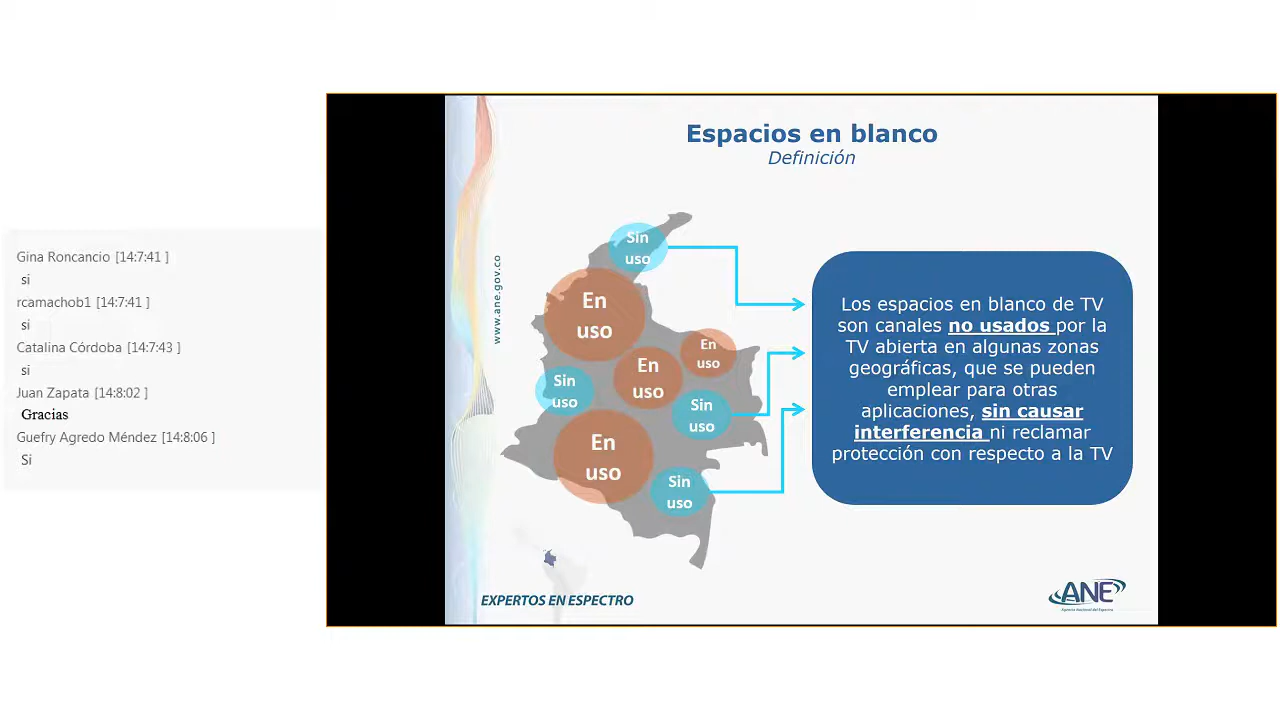 Gina Roncancio [14:7:41 ]
si
rcamachob1 [14:7:41 ]
si
Catalina Córdoba [14:7:43 ]
si
Juan Zapata [14:8:02 ]
Gracias
Guefry Agredo Méndez [14:8:06 ]
Si
Espacios en blanco
Definición
www.ane.gov.co
Sin
uso
En
uso
En
uso
En
uso
Sin
uso
Sin
uso
En
uso
Sin
uso
Los espacios en blanco de TV
son canales no usados por la
TV abierta en algunas zonas
geográficas, que se pueden
emplear para otras
aplicaciones, sin causar
interferencia ni reclamar
protección con respecto a la TV
EXPERTOS EN ESPECTRO
ANE
Agencia Nacional del Espectro